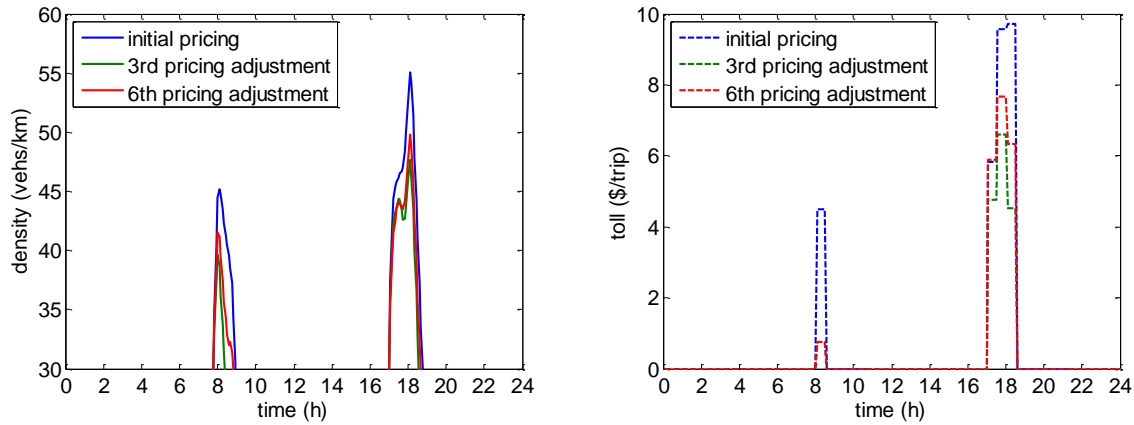 60
55
50
45
40
35
30
density (vehs/km)
initial pricing
3rd pricing adjustment
6th pricing adjustment
0 2 4 6 8 10 12 14 16 18 20 22 24
time (h)
10
8
6
4
2
0
toll ($/trip)
initial pricing
3rd pricing adjustment
6th pricing adjustment
0 2 4 6 8 10 12 14 16 18 20 22 24
time (h)